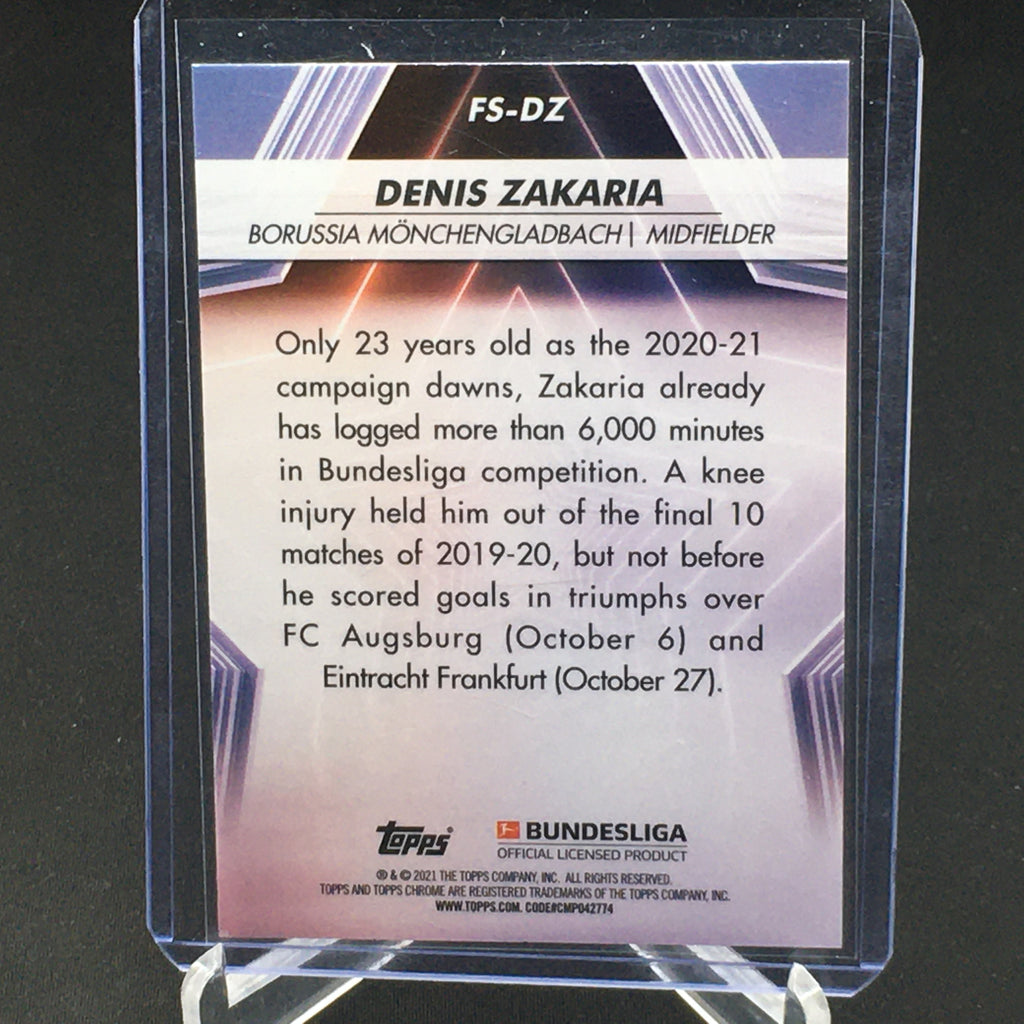 FS-DZ
DENIS ZAKARIA
BORUSSIA MÖNCHENGLADBACH | MIDFIELDER
Only 23 years old as the 2020-21
campaign dawns, Zakaria already
has logged more than 6,000 minutes
in Bundesliga competition. A knee
injury held him out of the final 10
matches of 2019-20, but not before
he scored goals in triumphs over
FC Augsburg (October 6) and
Eintracht Frankfurt (October 27).
topps®
BUNDESLIGA
OFFICIAL LICENSED PRODUCT
® & © 2021 THE TOPPS COMPANY, INC. ALL RIGHTS RESERVED.
TOPPS AND TOPPS CHROME ARE REGISTERED TRADEMARKS OF THE TOPPS COMPANY, INC.
WWW.TOPPS.COM. CODE#CMP042774